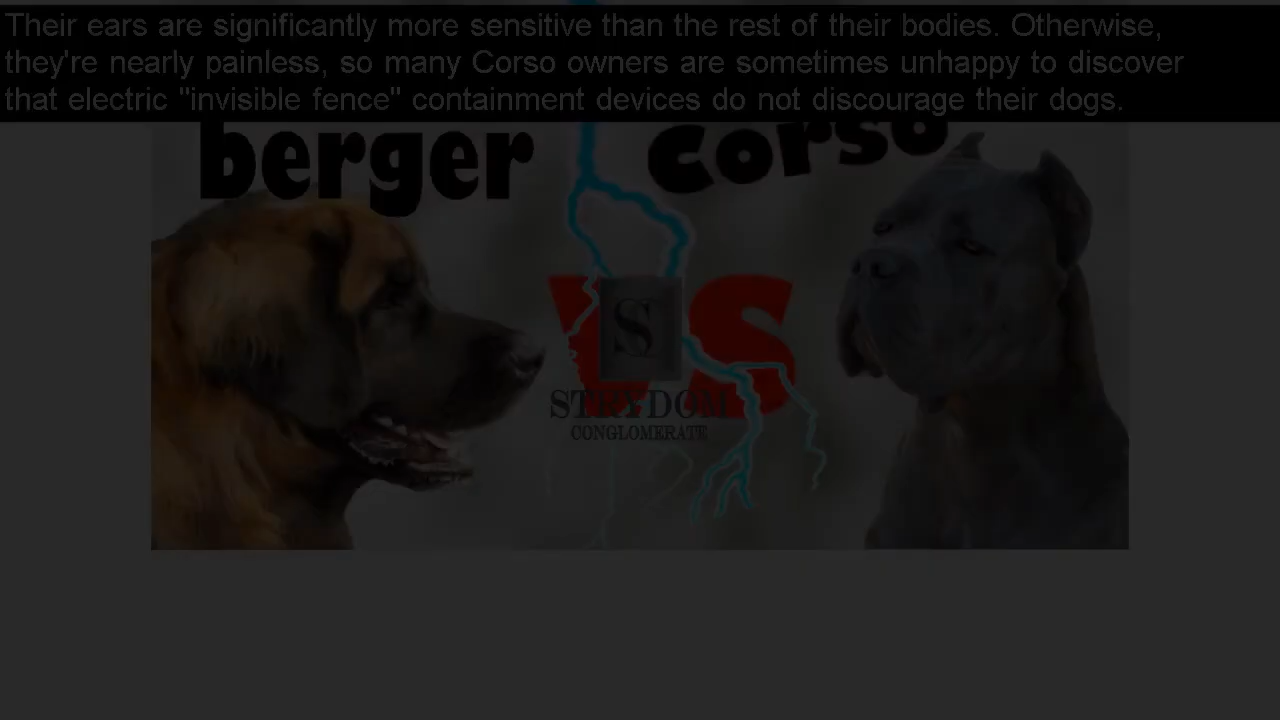 Their ears are significantly more sensitive than the rest of their bodies. Otherwise,
they're nearly painless, so many Corso owners are sometimes unhappy to discover
that electric "invisible fence" containment devices do not discourage their dogs.
berger
corso
VS
S
STRYDOM
CONGLOMERATE